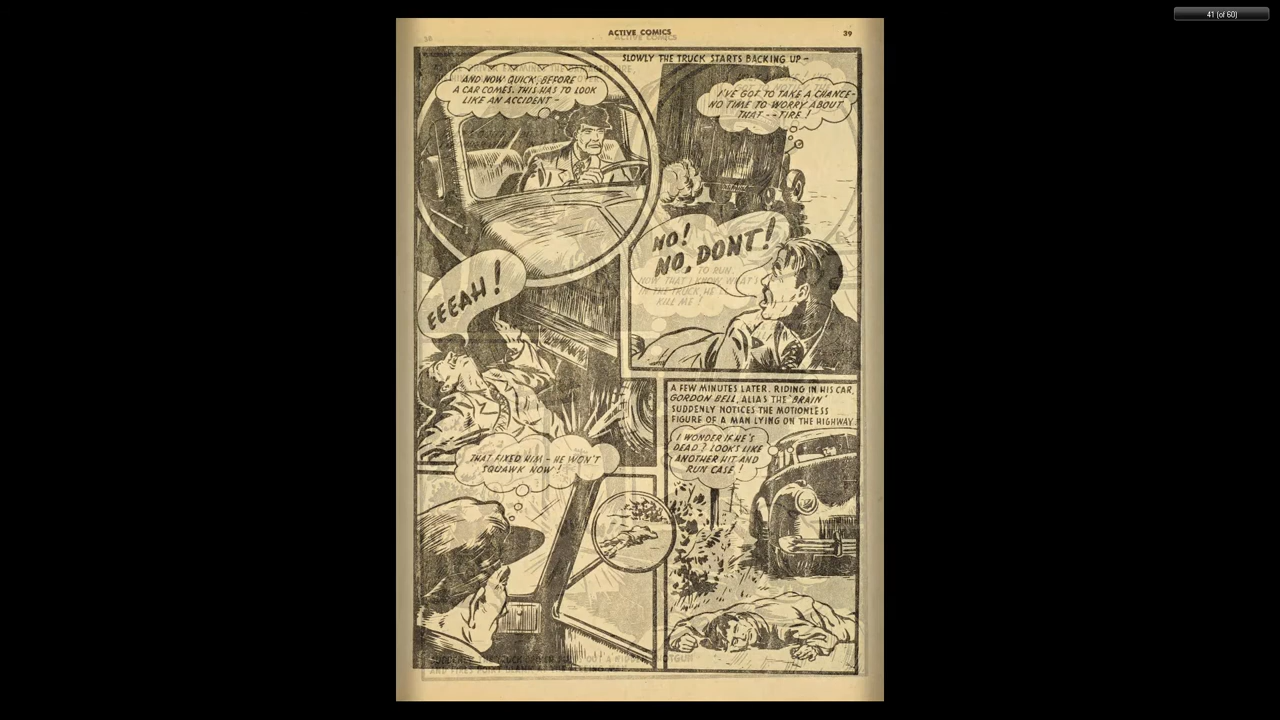 41 (of 60)
ACTIVE COMICS
39
AND NOW QUICK, BEFORE
A CAR COMES. THIS HAS TO LOOK
LIKE AN ACCIDENT -
SLOWLY THE TRUCK STARTS BACKING UP -
I'VE GOT TO TAKE A CHANCE-
NO TIME TO WORRY ABOUT
THAT -- TIRE!
NO!
NO, DONT!
EEEAH!
THAT FIXED HIM - HE WON'T
SQUAWK NOW!
A FEW MINUTES LATER, RIDING IN HIS CAR,
GORDON BELL, ALIAS THE "BRAIN"
SUDDENLY NOTICES THE MOTIONLESS
FIGURE OF A MAN LYING ON THE HIGHWAY.
I WONDER IF HE'S
DEAD? LOOKS LIKE
ANOTHER HIT AND
RUN CASE!